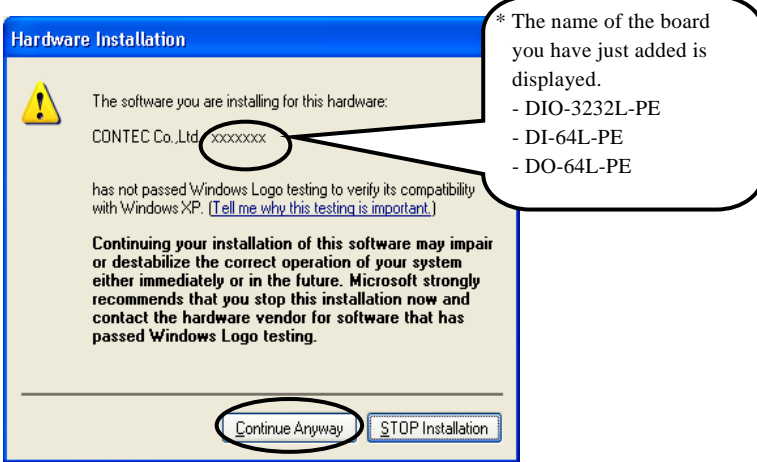 Hardware Installation
The software you are installing for this hardware:
CONTEC Co.,Ltd. xxxxxxx
has not passed Windows Logo testing to verify its compatibility
with Windows XP. (Tell me why this testing is important.)
Continuing your installation of this software may impair
or destabilize the correct operation of your system
either immediately or in the future. Microsoft strongly
recommends that you stop this installation now and
contact the hardware vendor for software that has
passed Windows Logo testing.
Continue Anyway
STOP Installation
* The name of the board
you have just added is
displayed.
- DIO-3232L-PE
- DI-64L-PE
- DO-64L-PE